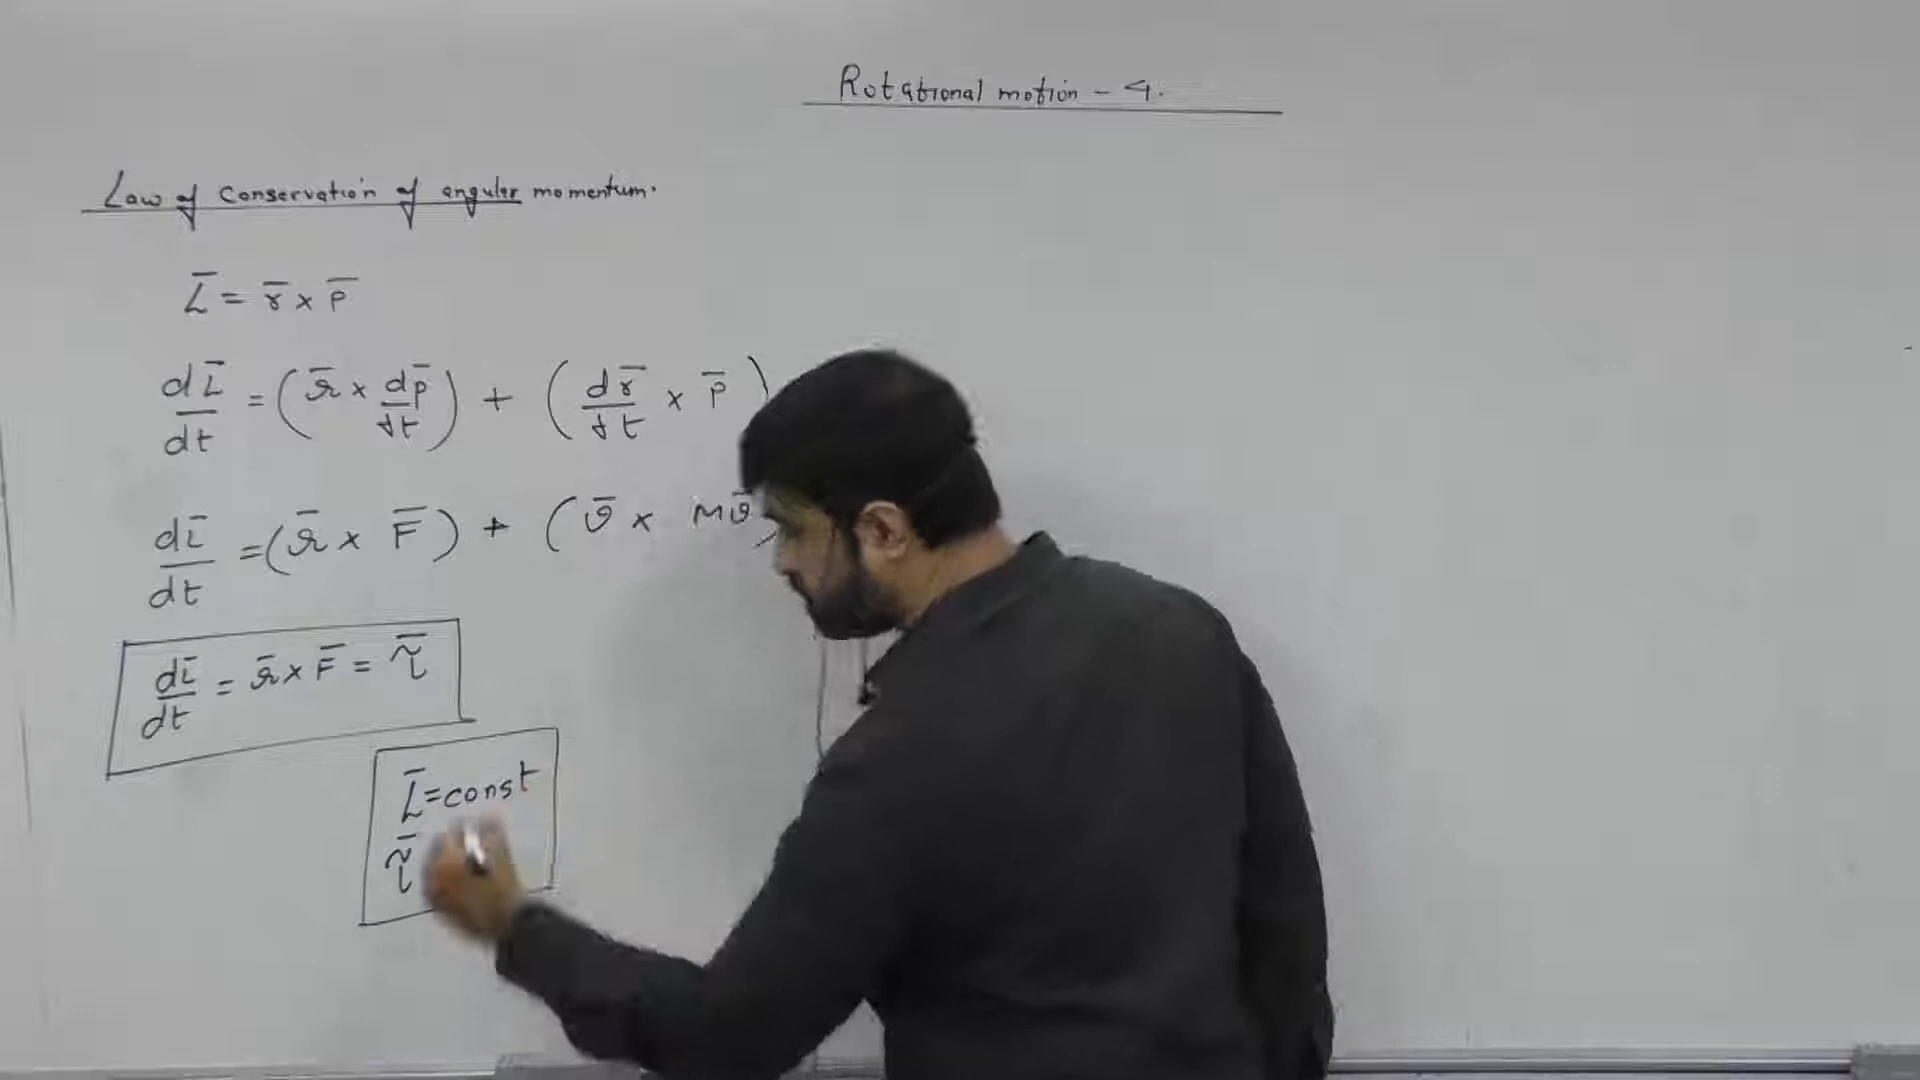 Rotational motion - 4.
Law of Conservation of angular momentum.
L̅ = r̅ × p̅
dL̅/dt = (r̅ × dp̅/dt) + (dr̅/dt × p̅)
dL̅/dt = (r̅ × F̅) + (v̅ × mv̅)
dL̅/dt = r̅ × F̅ = τ̅
L̅ = const
τ̅